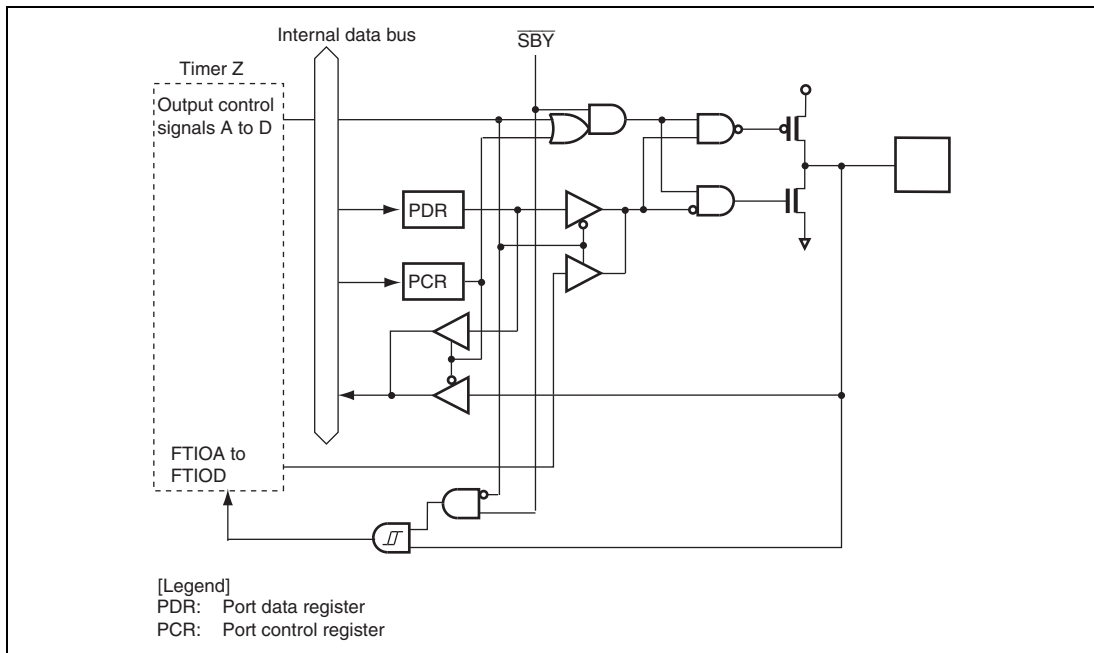 Internal data bus
SBY
Timer Z
Output control
signals A to D
PDR
PCR
FTIOA to
FTIOD
[Legend]
PDR: Port data register
PCR: Port control register